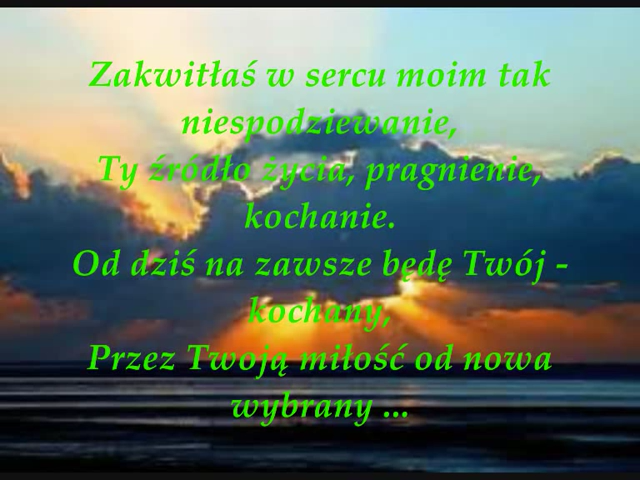 Zakwitłaś w sercu moim tak
niespodziewanie,
Ty źródło życia, pragnienie,
kochanie.
Od dziś na zawsze będę Twój -
kochany,
Przez Twoją miłość od nowa
wybrany ...